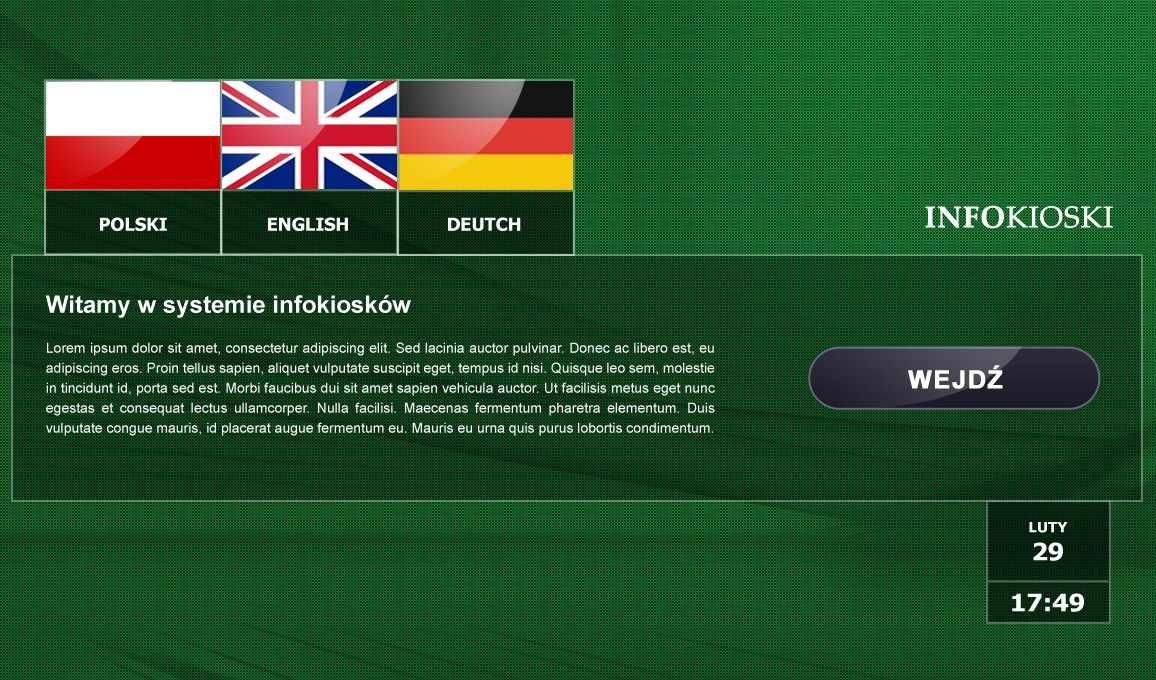 POLSKI ENGLISH DEUTCH
INFOKIOSKI
Witamy w systemie infokiosków
Lorem ipsum dolor sit amet, consectetur adipiscing elit. Sed lacinia auctor pulvinar. Donec ac libero est, eu
adipiscing eros. Proin tellus sapien, aliquet vulputate suscipit eget, tempus id nisi. Quisque leo sem, molestie
in tincidunt id, porta sed est. Morbi faucibus dui sit amet sapien vehicula auctor. Ut facilisis metus eget nunc
egestas et consequat lectus ullamcorper. Nulla facilisi. Maecenas fermentum pharetra elementum. Duis
vulputate congue mauris, id placerat augue fermentum eu. Mauris eu urna quis purus lobortis condimentum.
WEJDŹ
LUTY
29
17:49